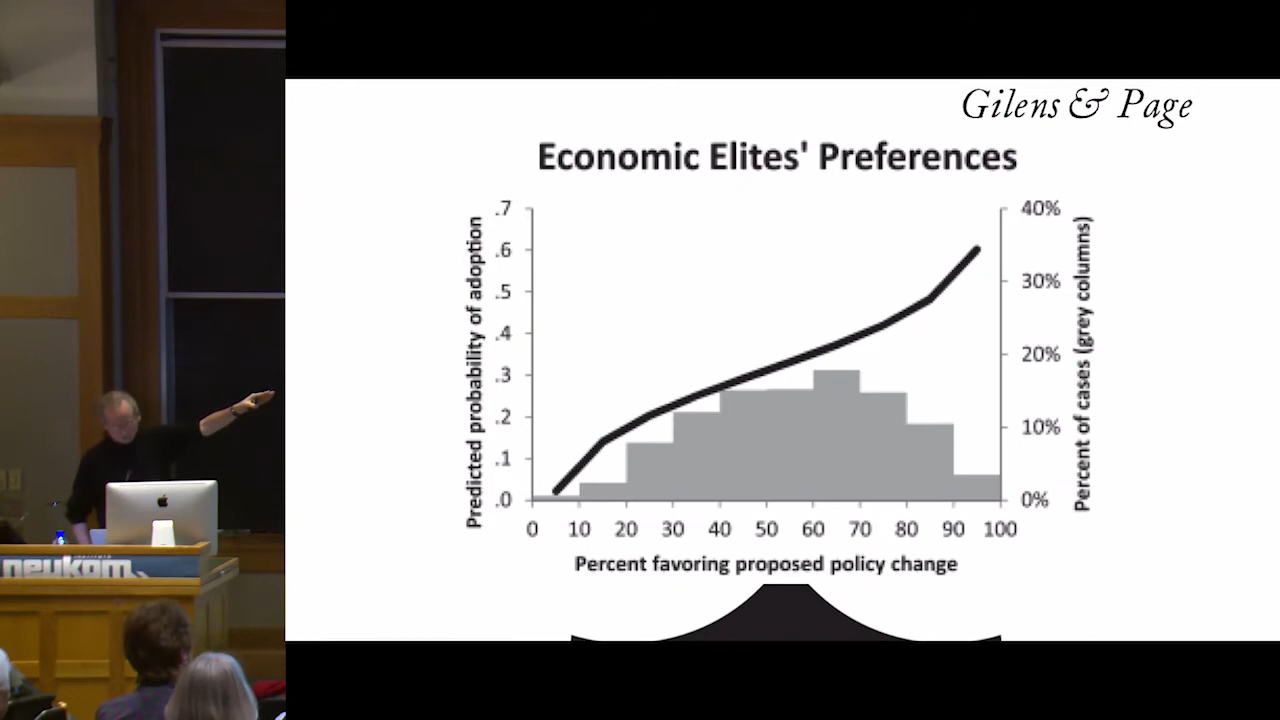 Gilens & Page
Economic Elites' Preferences
Predicted probability of adoption
.7
.6
.5
.4
.3
.2
.1
.0
40%
30%
20%
10%
0%
Percent of cases (grey columns)
0 10 20 30 40 50 60 70 80 90 100
Percent favoring proposed policy change
institute
neukom